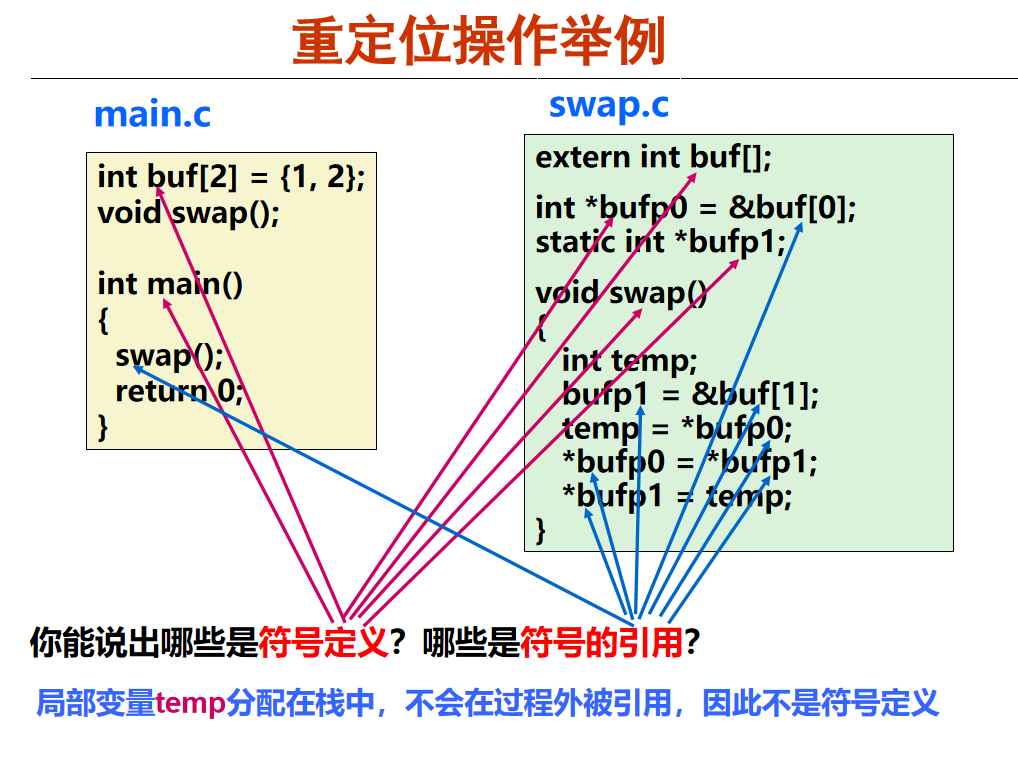 重定位操作举例
main.c
int buf[2] = {1, 2};
void swap();
int main()
{
swap();
return 0;
}
swap.c
extern int buf[];
int *bufp0 = &buf[0];
static int *bufp1;
void swap()
{
int temp;
bufp1 = &buf[1];
temp = *bufp0;
*bufp0 = *bufp1;
*bufp1 = temp;
}
你能说出哪些是符号定义？哪些是符号的引用？
局部变量temp分配在栈中，不会在过程外被引用，因此不是符号定义